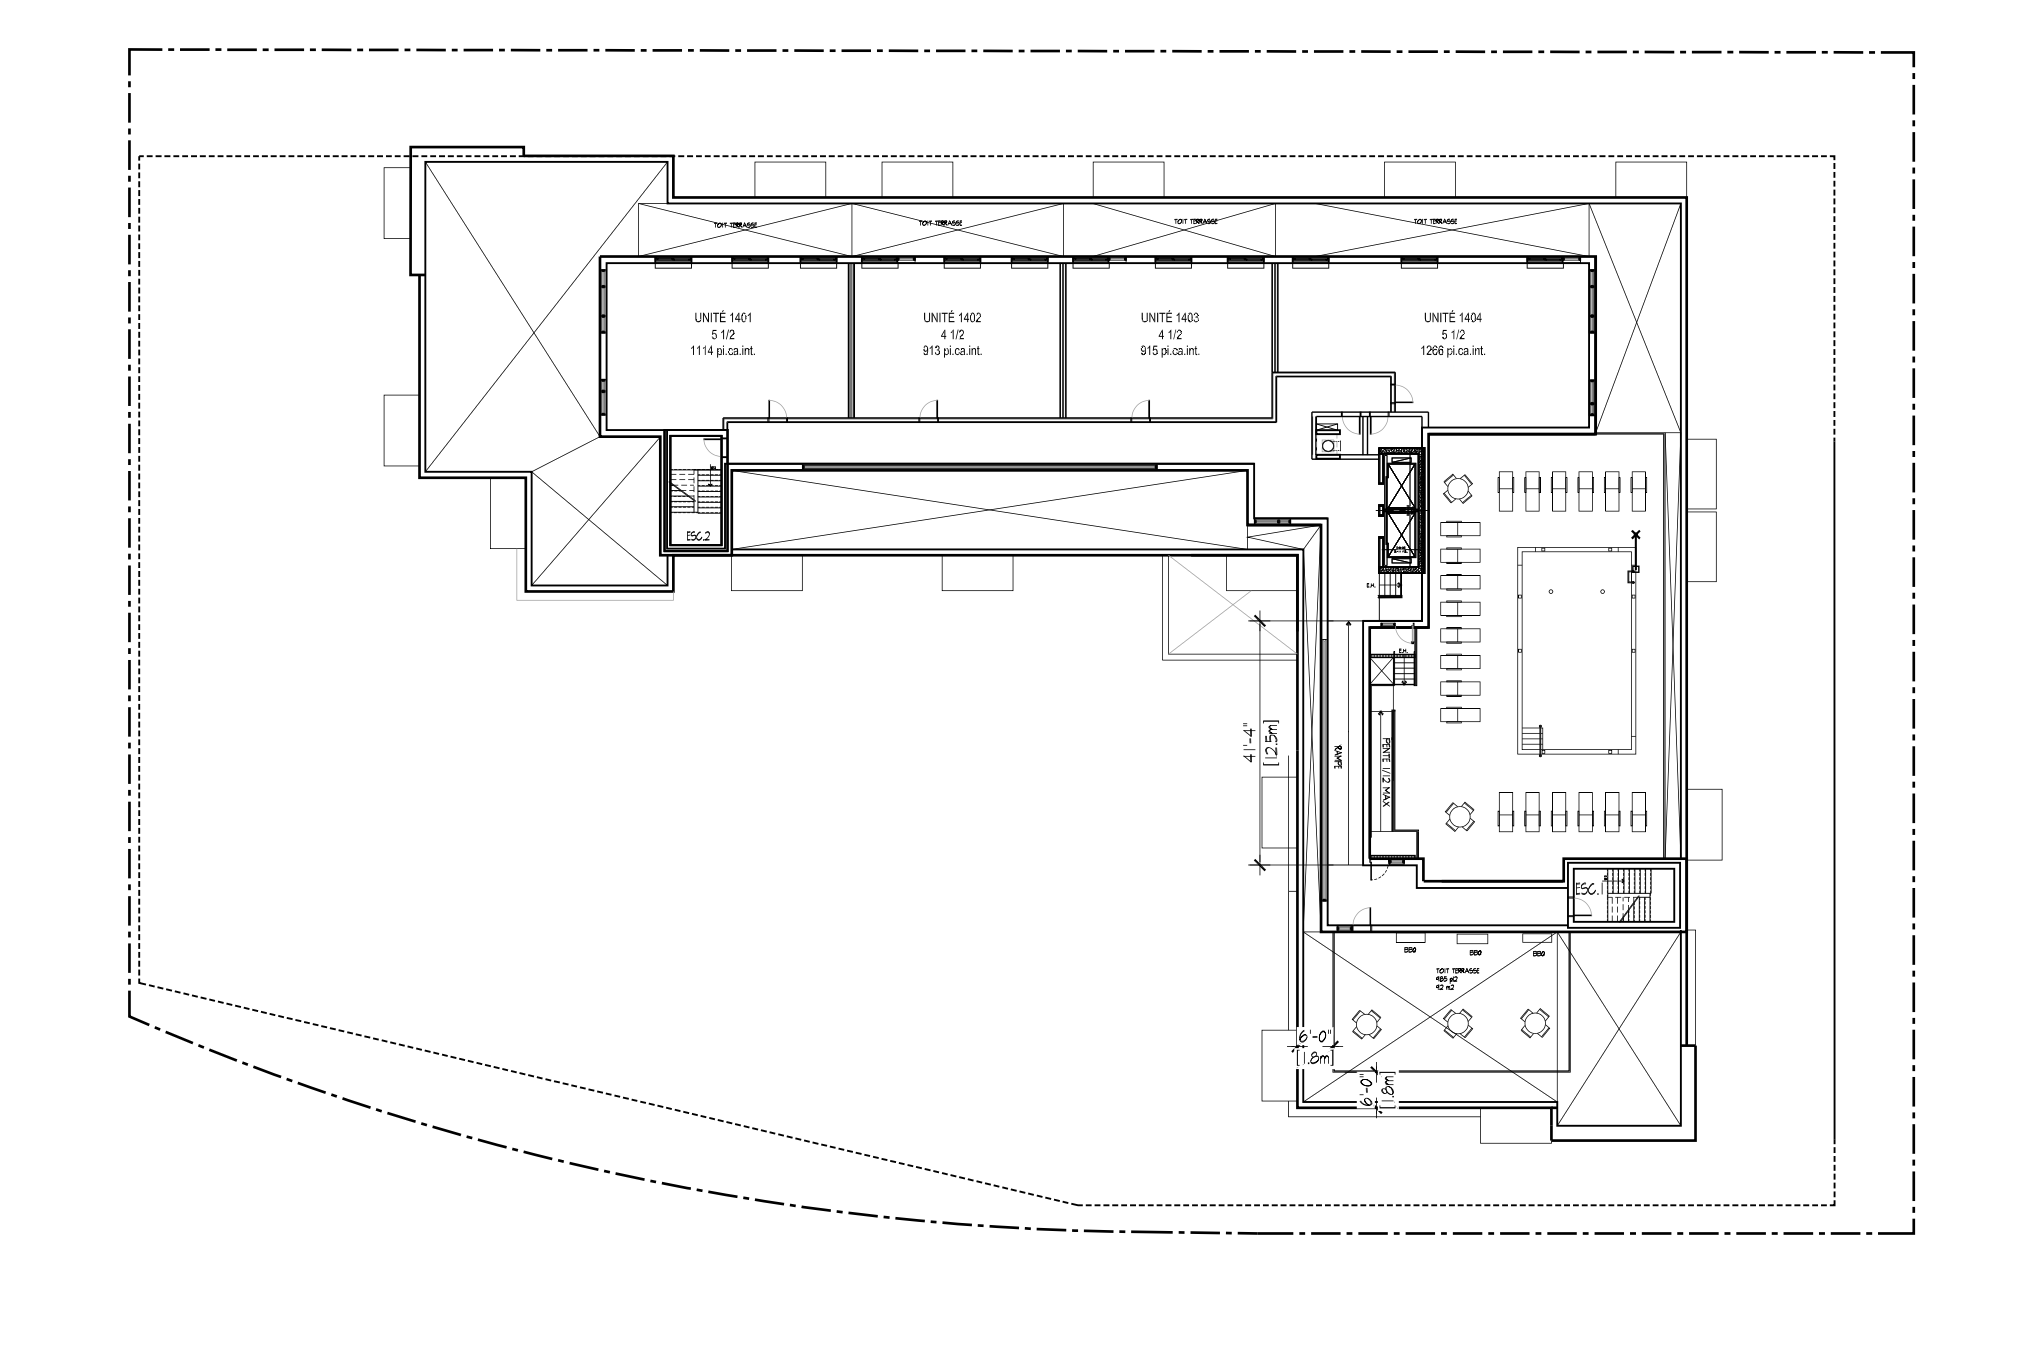 TOIT TERRASSE
TOIT TERRASSE
TOIT TERRASSE
TOIT TERRASSE
UNITÉ 1401
5 1/2
1114 pi.ca.int.
UNITÉ 1402
4 1/2
913 pi.ca.int.
UNITÉ 1403
4 1/2
915 pi.ca.int.
UNITÉ 1404
5 1/2
1266 pi.ca.int.
ESC.2
E.H.
E.H.
41'-4"
[12.5m]
RAMPE
PENTE 1/12 MAX
ESC.1
BBQ
BBQ
BBQ
TOIT TERRASSE
985 pi2
92 m2
6'-0"
[1.8m]
6'-0"
[1.8m]